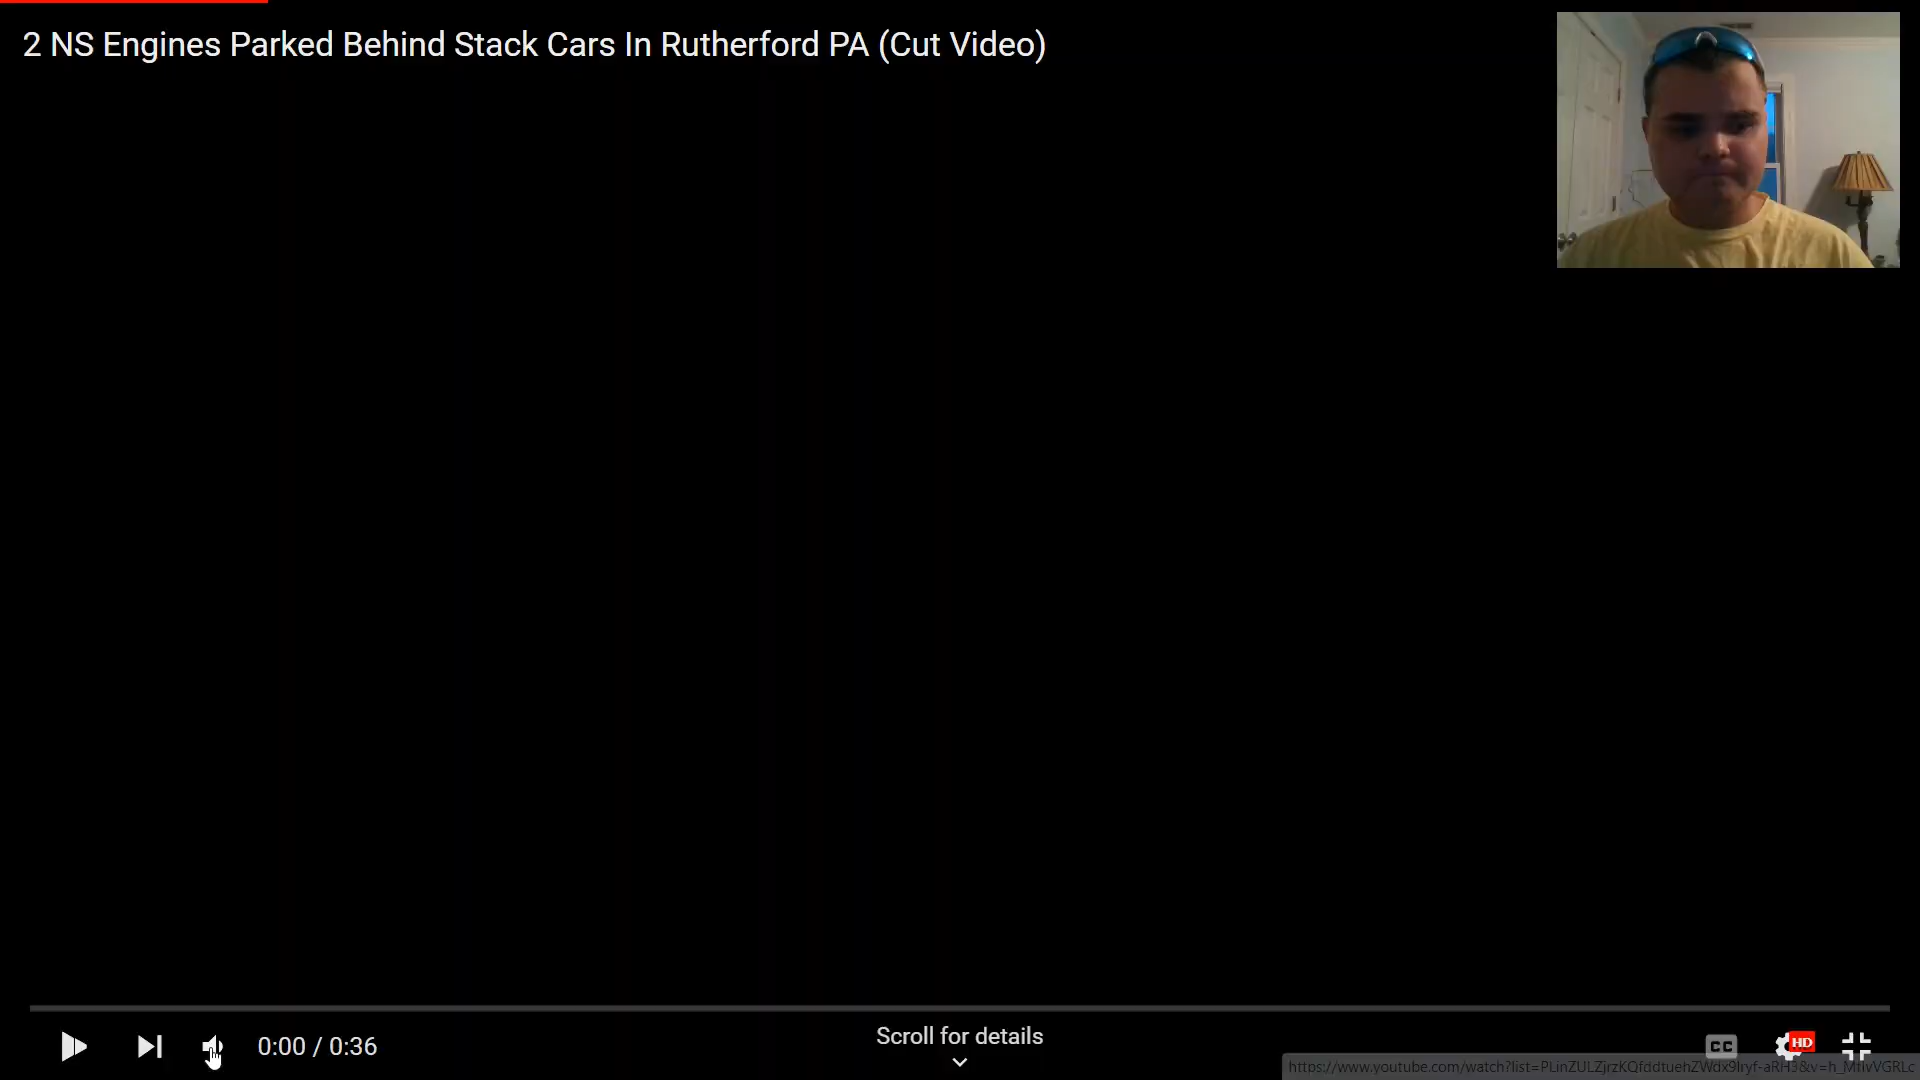 2 NS Engines Parked Behind Stack Cars In Rutherford PA (Cut Video)
0:00 / 0:36
Scroll for details
CC
HD